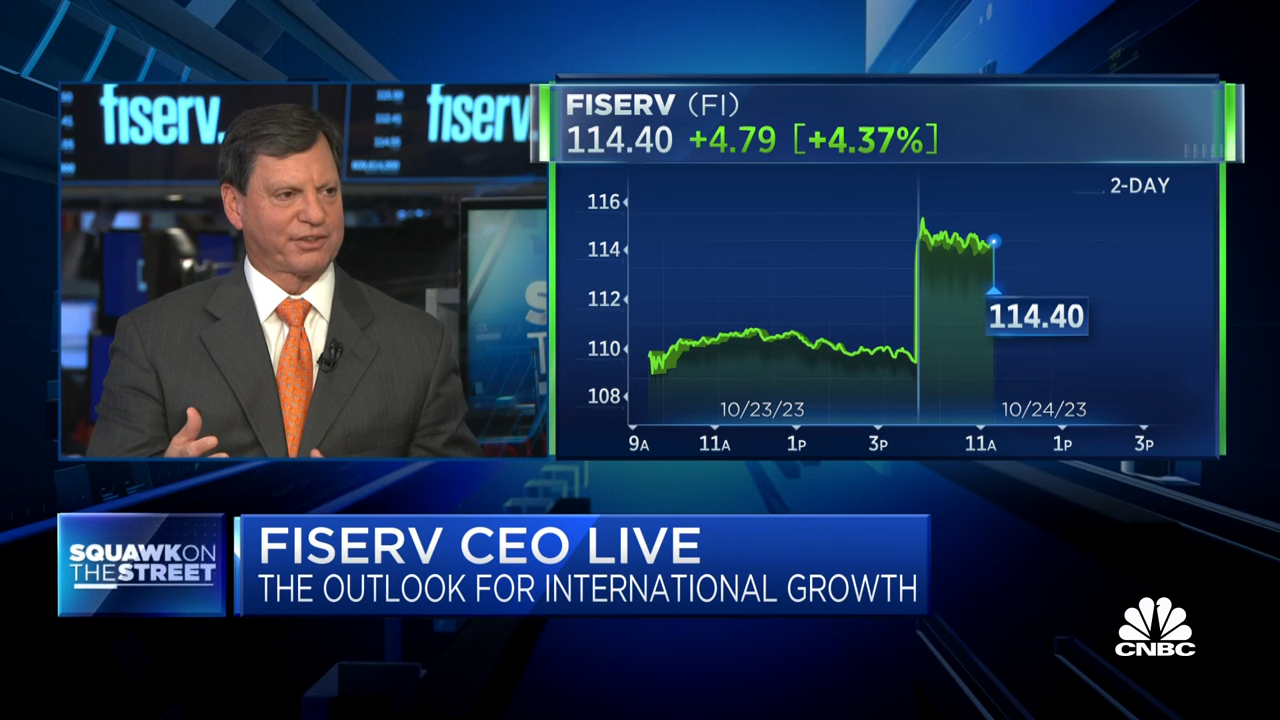 fiserv.
fiserv.
FISERV (FI)
114.40 +4.79 [+4.37%]
2-DAY
116
114
112
110
108
114.40
10/23/23
10/24/23
9A
11A
1P
3P
11A
1P
3P
FISERV CEO LIVE
THE OUTLOOK FOR INTERNATIONAL GROWTH
SQUAWK ON
THE STREET
CNBC